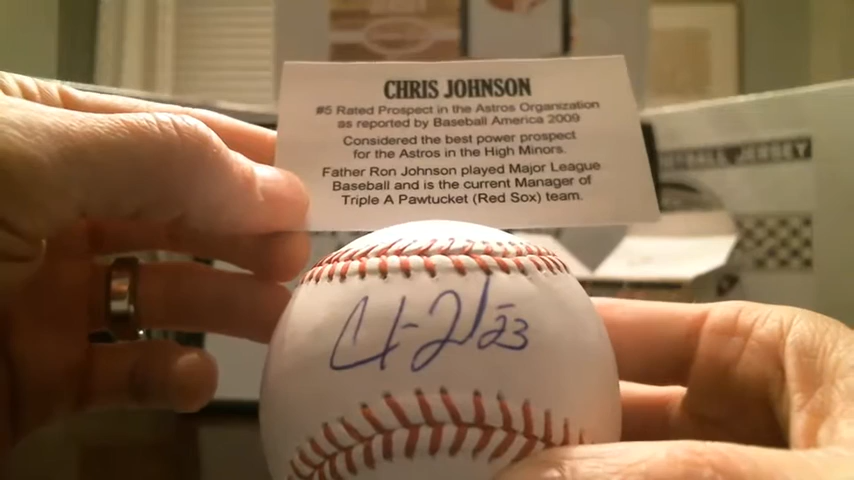 CHRIS JOHNSON
#5 Rated Prospect in the Astros Organization
as reported by Baseball America 2009
Considered the best power prospect
for the Astros in the High Minors.
Father Ron Johnson played Major League
Baseball and is the current Manager of
Triple A Pawtucket (Red Sox) team.
BALL JERSEY
23